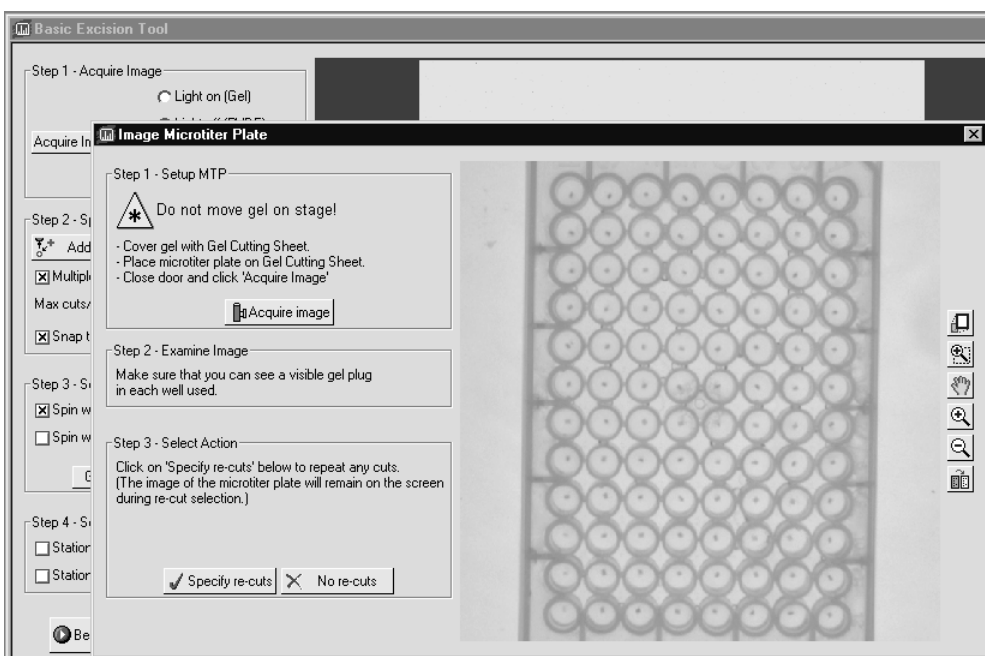 Basic Excision Tool
Step 1 - Acquire Image
Light on (Gel)
Acquire
Image Microtiter Plate
Step 1 - Setup MTP
Do not move gel on stage!
- Cover gel with Gel Cutting Sheet.
- Place microtiter plate on Gel Cutting Sheet.
- Close door and click 'Acquire Image'
Acquire image
Step 2 - Examine Image
Make sure that you can see a visible gel plug
in each well used.
Step 3 - Select Action
Click on 'Specify re-cuts' below to repeat any cuts.
(The image of the microtiter plate will remain on the screen
during re-cut selection.)
Specify re-cuts
No re-cuts
Step 2 -
Add
Max cuts/
Snap
Step 3 -
Spin
Spin
Step 4 -